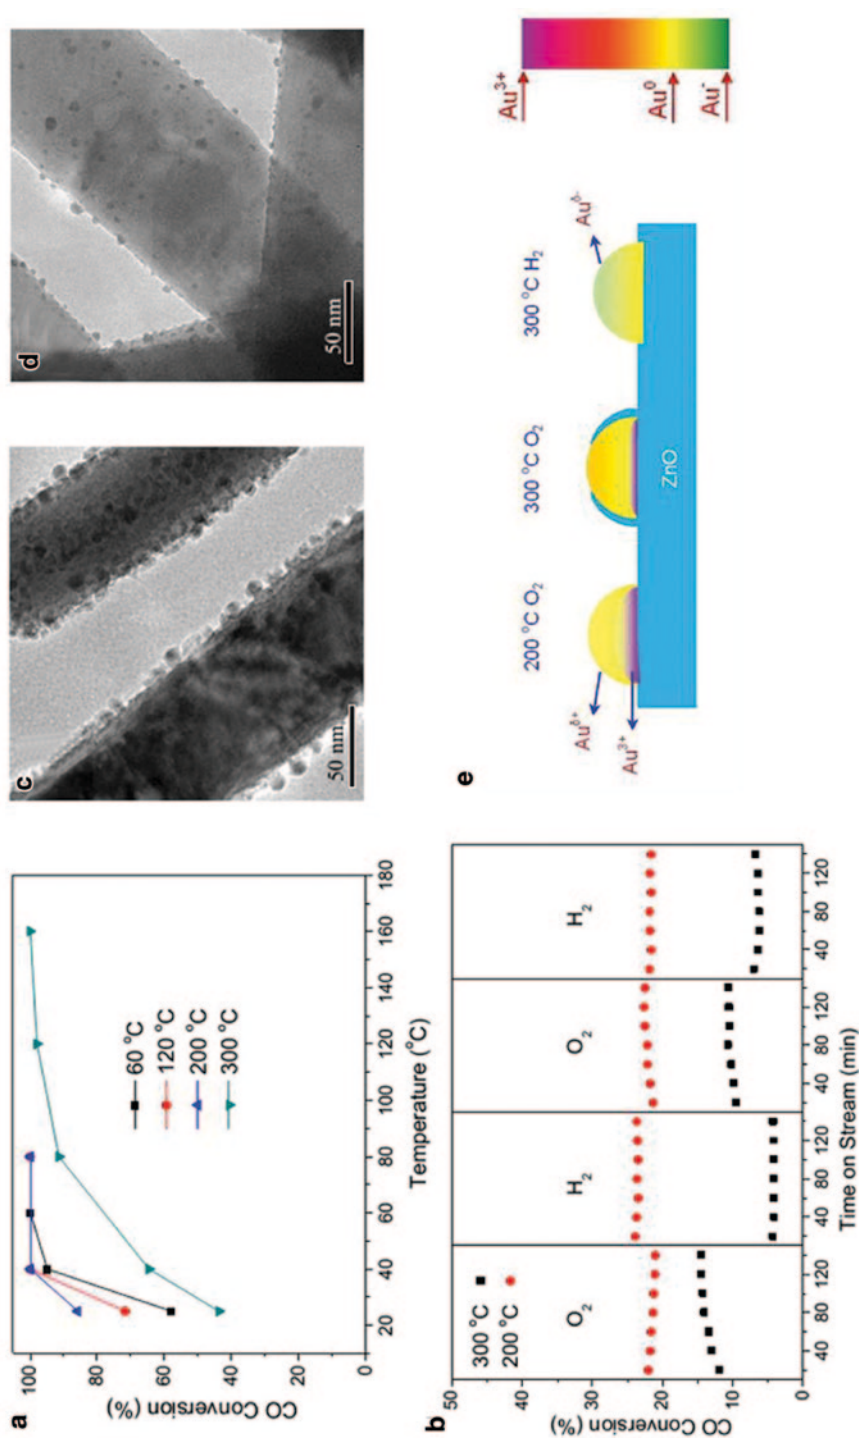 a
CO Conversion (%)
100
80
60
40
20
0
60 °C
120 °C
200 °C
300 °C
20 40 60 80 100 120 140 160 180
Temperature (°C)
b
CO Conversion (%)
50
40
30
20
10
0
300 °C
200 °C
O₂ H₂ O₂ H₂
40 80 120 40 80 120 40 80 120 40 80 120
Time on Stream (min)
c
50 nm
d
50 nm
e
200 °C O₂ 300 °C O₂ 300 °C H₂
Auᵟ⁺
Au³⁺
Auᵟ⁻
ZnO
Au³⁺
Au⁰
Au⁻